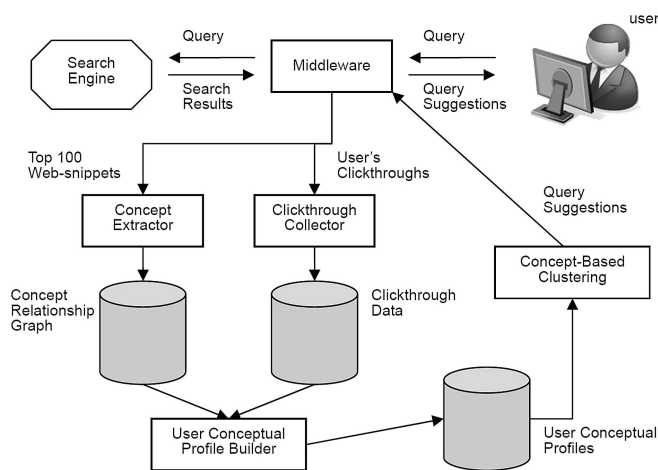 user
Query
Query
Search
Engine
Middleware
Search
Results
Query
Suggestions
Top 100
Web-snippets
User's
Clickthroughs
Query
Suggestions
Concept
Extractor
Clickthrough
Collector
Concept-Based
Clustering
Concept
Relationship
Graph
Clickthrough
Data
User Conceptual
Profile Builder
User Conceptual
Profiles